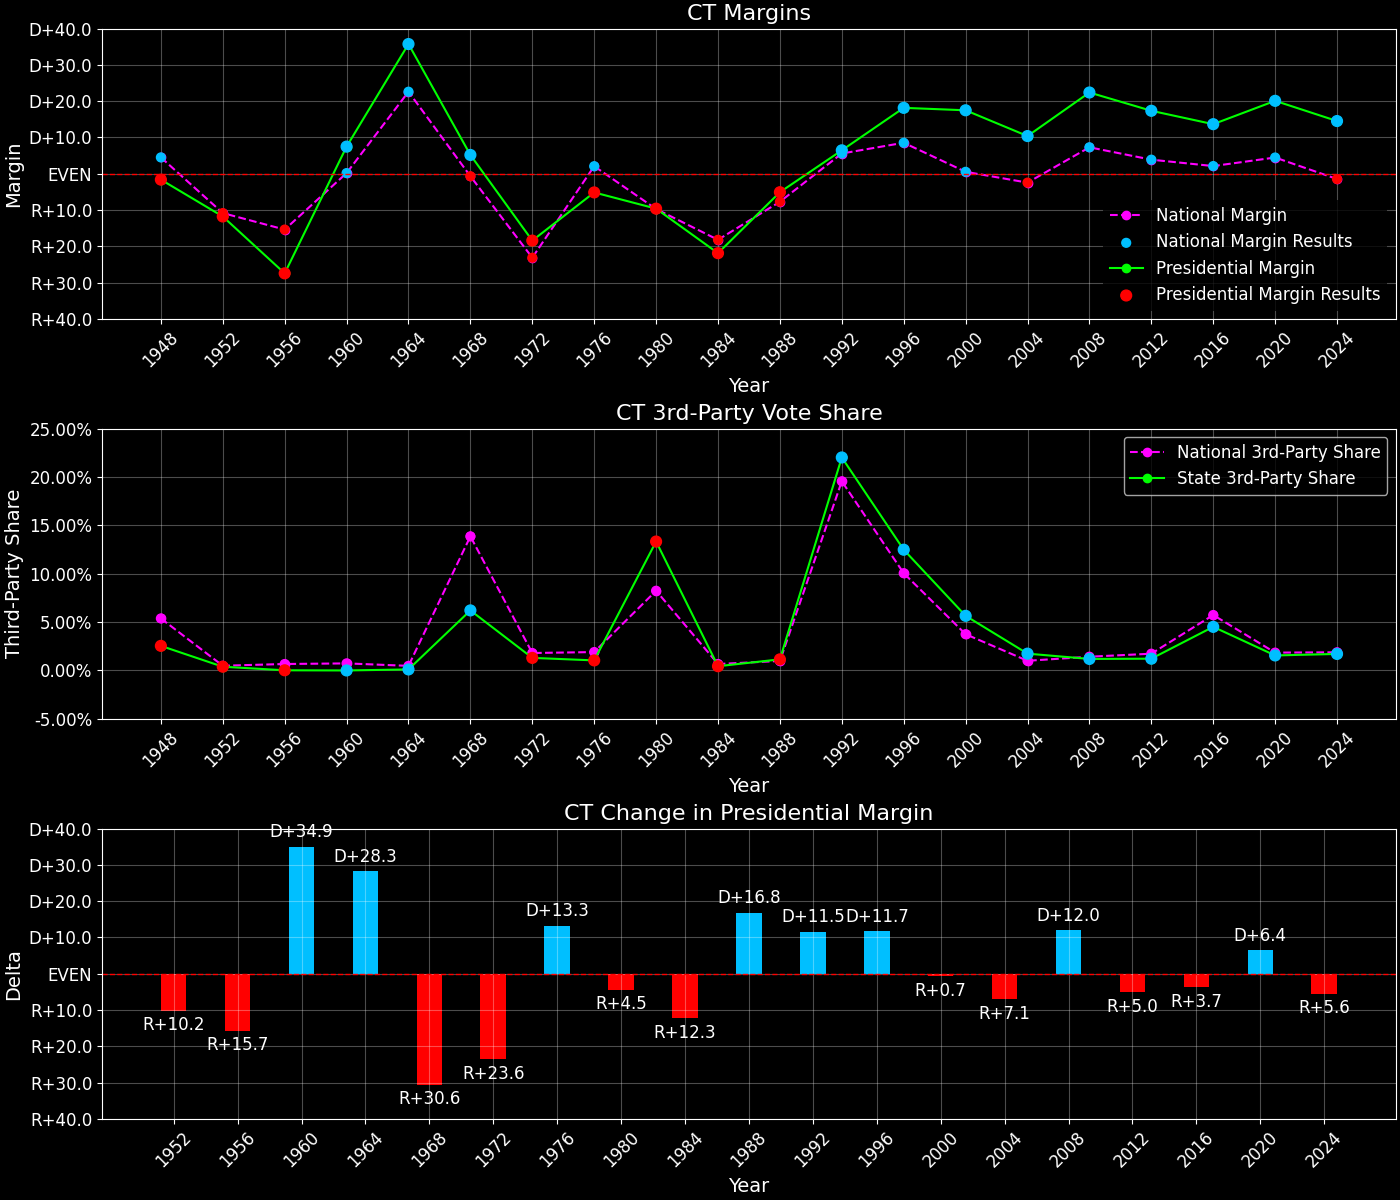 CT Margins
D+40.0
D+30.0
D+20.0
D+10.0
EVEN
R+10.0
R+20.0
R+30.0
R+40.0
Margin
National Margin
National Margin Results
Presidential Margin
Presidential Margin Results
1948 1952 1956 1960 1964 1968 1972 1976 1980 1984 1988 1992 1996 2000 2004 2008 2012 2016 2020 2024
Year
CT 3rd-Party Vote Share
25.00%
20.00%
15.00%
10.00%
5.00%
0.00%
-5.00%
Third-Party Share
National 3rd-Party Share
State 3rd-Party Share
1948 1952 1956 1960 1964 1968 1972 1976 1980 1984 1988 1992 1996 2000 2004 2008 2012 2016 2020 2024
Year
CT Change in Presidential Margin
D+40.0
D+30.0
D+20.0
D+10.0
EVEN
R+10.0
R+20.0
R+30.0
R+40.0
Delta
R+10.2
R+15.7
D+34.9
D+28.3
R+30.6
R+23.6
D+13.3
R+4.5
R+12.3
D+16.8
D+11.5
D+11.7
R+0.7
R+7.1
D+12.0
R+5.0
R+3.7
D+6.4
R+5.6
1952 1956 1960 1964 1968 1972 1976 1980 1984 1988 1992 1996 2000 2004 2008 2012 2016 2020 2024
Year